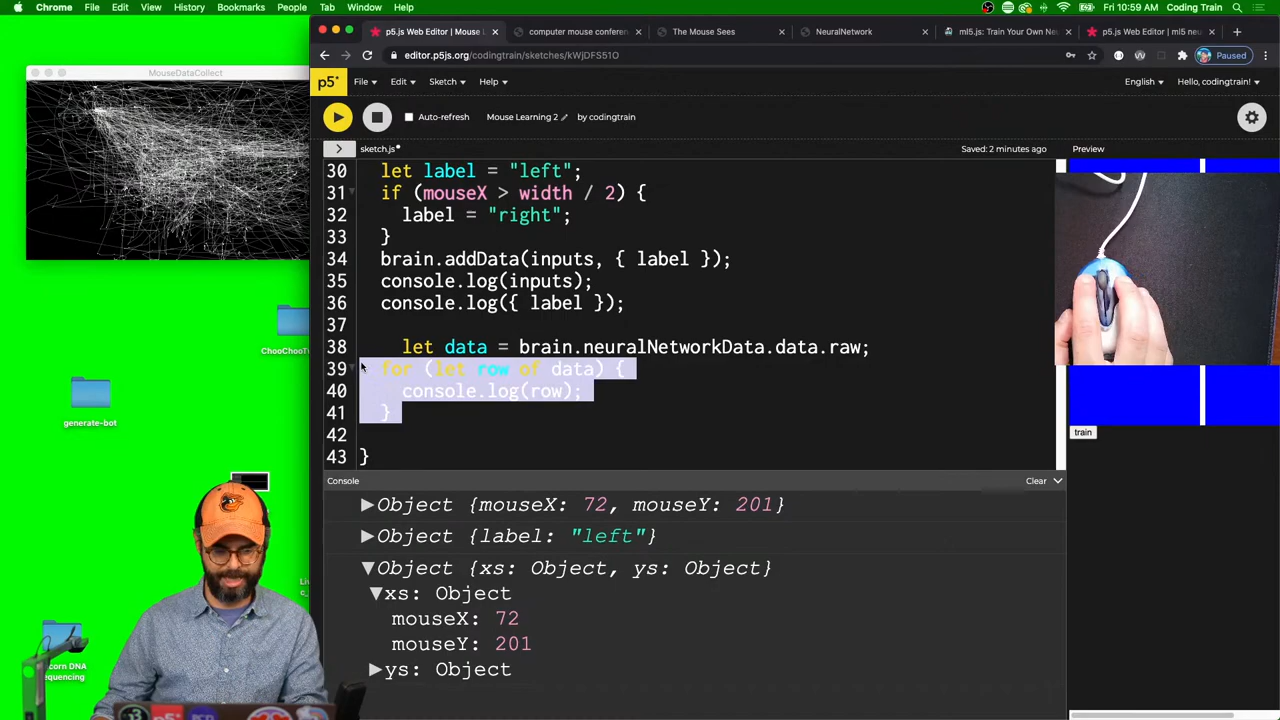 Chrome File Edit View History Bookmarks People Tab Window Help
Fri 10:59 AM Coding Train
p5.js Web Editor | Mouse L
computer mouse conferen
The Mouse Sees
NeuralNetwork
ml5.js: Train Your Own Neu
p5.js Web Editor | ml5 neu
editor.p5js.org/codingtrain/sketches/kWjDFS51O
Paused
MouseDataCollect
p5* File Edit Sketch Help
English Hello, codingtrain!
Auto-refresh Mouse Learning 2 by codingtrain
sketch.js Saved: 2 minutes ago Preview
30 let label = "left";
31 if (mouseX > width / 2) {
32 label = "right";
33 }
34 brain.addData(inputs, { label });
35 console.log(inputs);
36 console.log({ label });
37
38 let data = brain.neuralNetworkData.data.raw;
39 for (let row of data) {
40 console.log(row);
41 }
42
43 }
train
Console Clear
Object {mouseX: 72, mouseY: 201}
Object {label: "left"}
Object {xs: Object, ys: Object}
xs: Object
mouseX: 72
mouseY: 201
ys: Object
generate-bot
p5*